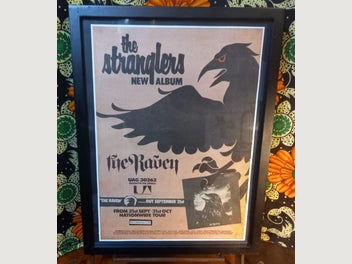 the
stranglers
NEW ALBUM
The Raven
UAG 30262
UA
"THE RAVEN" OUT SEPTEMBER 21st
FROM 21st SEPT-31st OCT
NATIONWIDE TOUR